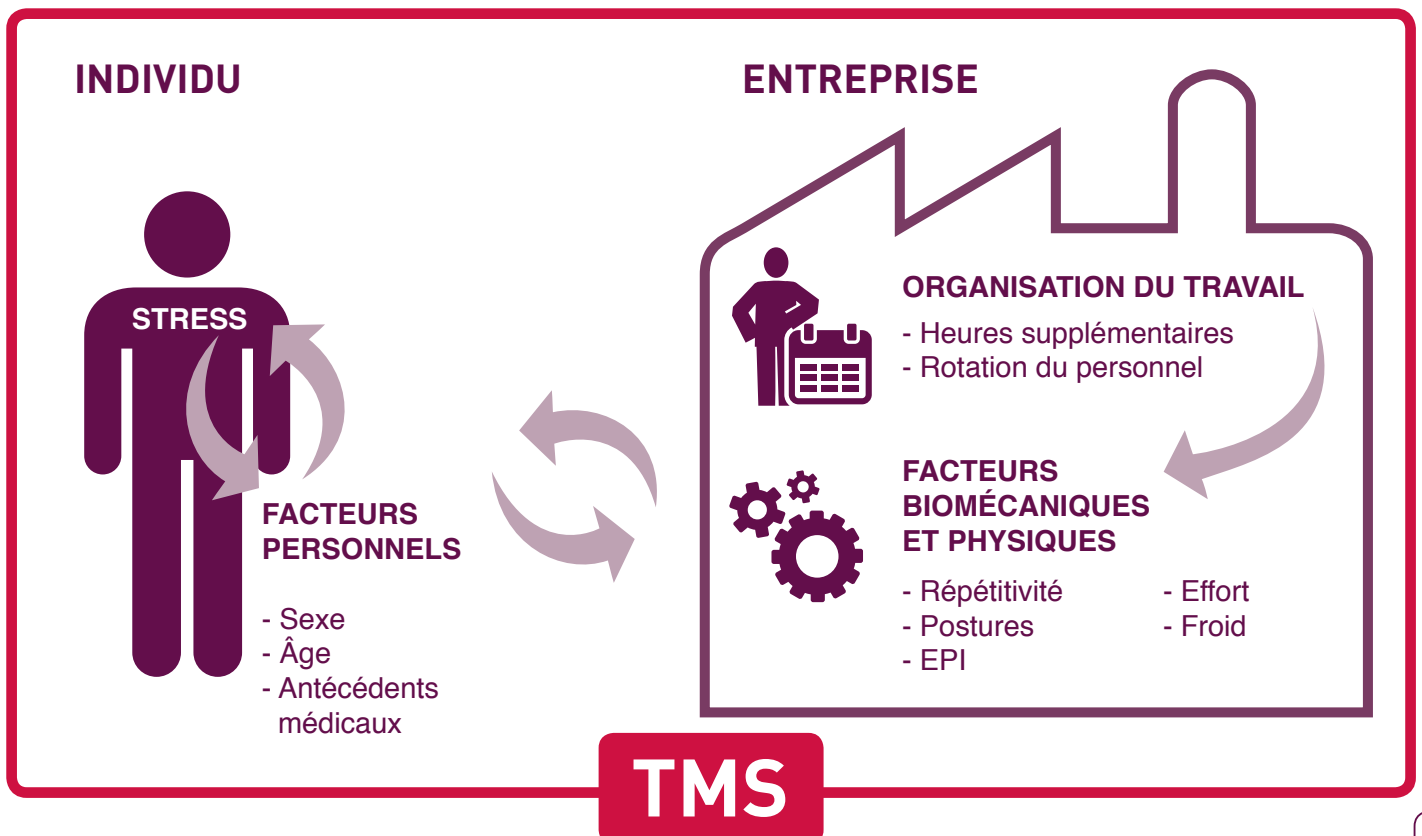 INDIVIDU
STRESS
FACTEURS
PERSONNELS
- Sexe
- Âge
- Antécédents
médicaux
ENTREPRISE
ORGANISATION DU TRAVAIL
- Heures supplémentaires
- Rotation du personnel
FACTEURS
BIOMÉCANIQUES
ET PHYSIQUES
- Répétitivité
- Postures
- EPI
- Effort
- Froid
TMS